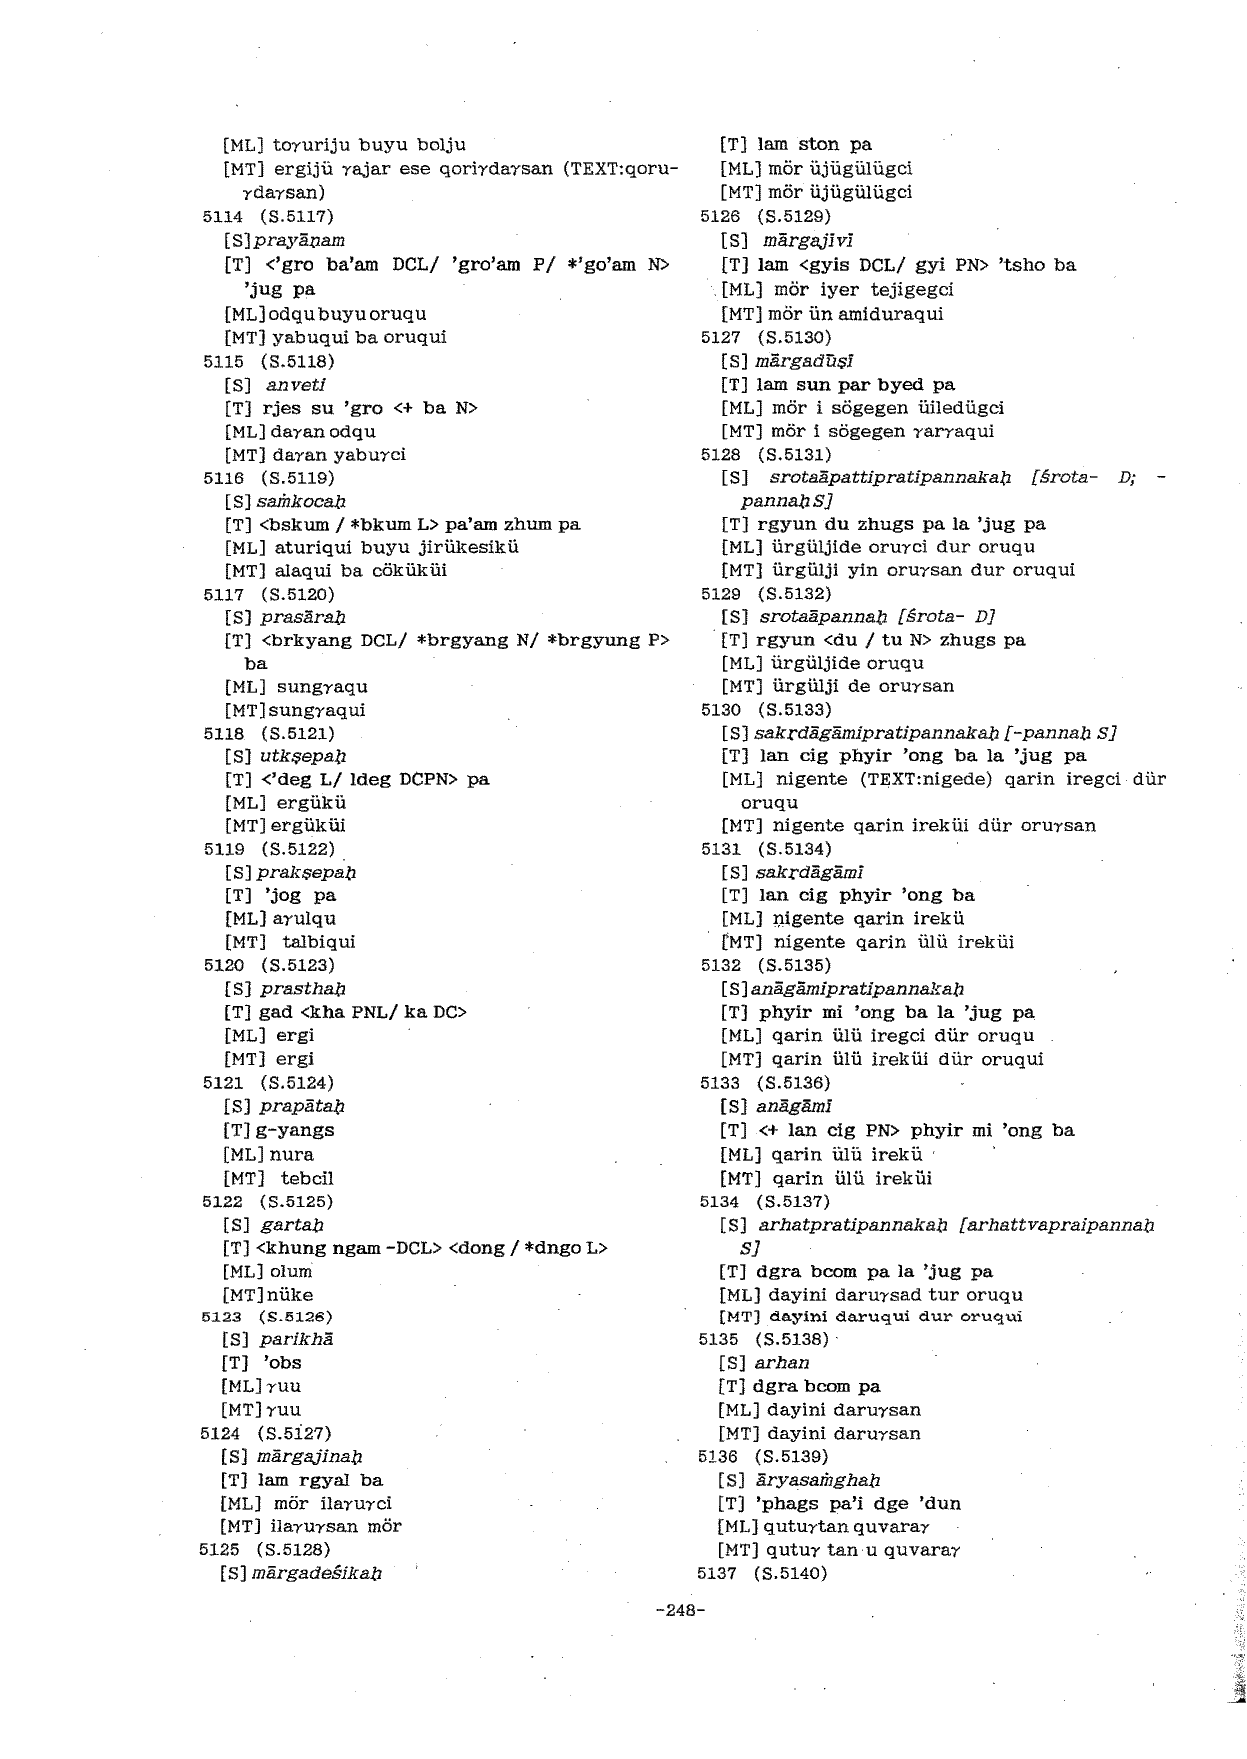 [ML] toγuriju buyu bolju
[MT] ergijü γajar ese qoriγdaγsan (TEXT:qoru-
γdaγsan)
5114 (S.5117)
[S] prayāṇam
[T] <'gro ba'am DCL/ 'gro'am P/ *'go'am N>
'jug pa
[ML] odqu buyu oruqu
[MT] yabuqui ba oruqui
5115 (S.5118)
[S] anveti
[T] rjes su 'gro <+ ba N>
[ML] daγan odqu
[MT] daγan yabuγci
5116 (S.5119)
[S] saṁkocaḥ
[T] <bskum / *bkum L> pa'am zhum pa
[ML] aturiqui buyu jirükesikü
[MT] alaqui ba cöküküi
5117 (S.5120)
[S] prasāraḥ
[T] <brkyang DCL/ *brgyang N/ *brgyung P>
ba
[ML] sungγaqu
[MT] sungγaqui
5118 (S.5121)
[S] utkṣepaḥ
[T] <'deg L/ ldeg DCPN> pa
[ML] ergükü
[MT] ergüküi
5119 (S.5122)
[S] prakṣepaḥ
[T] 'jog pa
[ML] aγulqu
[MT] talbiqui
5120 (S.5123)
[S] prasthaḥ
[T] gad <kha PNL/ ka DC>
[ML] ergi
[MT] ergi
5121 (S.5124)
[S] prapātaḥ
[T] g-yangs
[ML] nura
[MT] tebcil
5122 (S.5125)
[S] gartaḥ
[T] <khung ngam -DCL> <dong / *dngo L>
[ML] olum
[MT] nüke
5123 (S.5126)
[S] parikhā
[T] 'obs
[ML] γuu
[MT] γuu
5124 (S.5127)
[S] mārgajinaḥ
[T] lam rgyal ba
[ML] mör ilaγuγci
[MT] ilaγuγsan mör
5125 (S.5128)
[S] mārgadeśikaḥ
[T] lam ston pa
[ML] mör üjügülügci
[MT] mör üjügülügci
5126 (S.5129)
[S] mārgajīvī
[T] lam <gyis DCL/ gyi PN> 'tsho ba
[ML] mör iyer tejigegci
[MT] mör ün amiduraqui
5127 (S.5130)
[S] mārgadūṣī
[T] lam sun par byed pa
[ML] mör i sögegen üiledügci
[MT] mör i sögegen γarγaqui
5128 (S.5131)
[S] srotaāpattipratipannakaḥ [śrota- D; -
pannaḥ S]
[T] rgyun du zhugs pa la 'jug pa
[ML] ürgüljide oruγci dur oruqu
[MT] ürgülji yin oruγsan dur oruqui
5129 (S.5132)
[S] srotaāpannaḥ [śrota- D]
[T] rgyun <du / tu N> zhugs pa
[ML] ürgüljide oruqu
[MT] ürgülji de oruγsan
5130 (S.5133)
[S] sakṛdāgāmipratipannakaḥ [-pannaḥ S]
[T] lan cig phyir 'ong ba la 'jug pa
[ML] nigente (TEXT:nigede) qarin iregci dür
oruqu
[MT] nigente qarin ireküi dür oruγsan
5131 (S.5134)
[S] sakṛdāgāmī
[T] lan cig phyir 'ong ba
[ML] nigente qarin irekü
[MT] nigente qarin ülü ireküi
5132 (S.5135)
[S] anāgāmipratipannakaḥ
[T] phyir mi 'ong ba la 'jug pa
[ML] qarin ülü iregci dür oruqu
[MT] qarin ülü ireküi dür oruqui
5133 (S.5136)
[S] anāgāmī
[T] <+ lan cig PN> phyir mi 'ong ba
[ML] qarin ülü irekü
[MT] qarin ülü ireküi
5134 (S.5137)
[S] arhatpratipannakaḥ [arhattvapraipannaḥ
S]
[T] dgra bcom pa la 'jug pa
[ML] dayini daruγsad tur oruqu
[MT] dayini daruqui dur oruqui
5135 (S.5138)
[S] arhan
[T] dgra bcom pa
[ML] dayini daruγsan
[MT] dayini daruγsan
5136 (S.5139)
[S] āryasaṁghaḥ
[T] 'phags pa'i dge 'dun
[ML] qutuγtan quvaraγ
[MT] qutuγ tan u quvaraγ
5137 (S.5140)
-248-